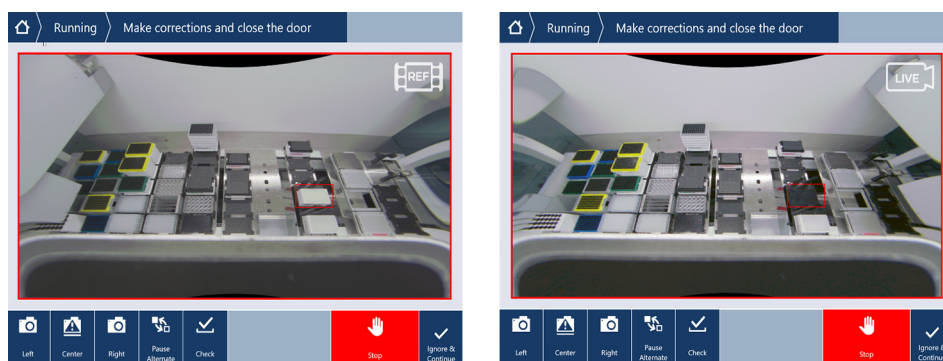 Running
Make corrections and close the door
REF
Left
Center
Right
Pause
Alternate
Check
Stop
Ignore &
Continue
Running
Make corrections and close the door
LIVE
Left
Center
Right
Pause
Alternate
Check
Stop
Ignore &
Continue